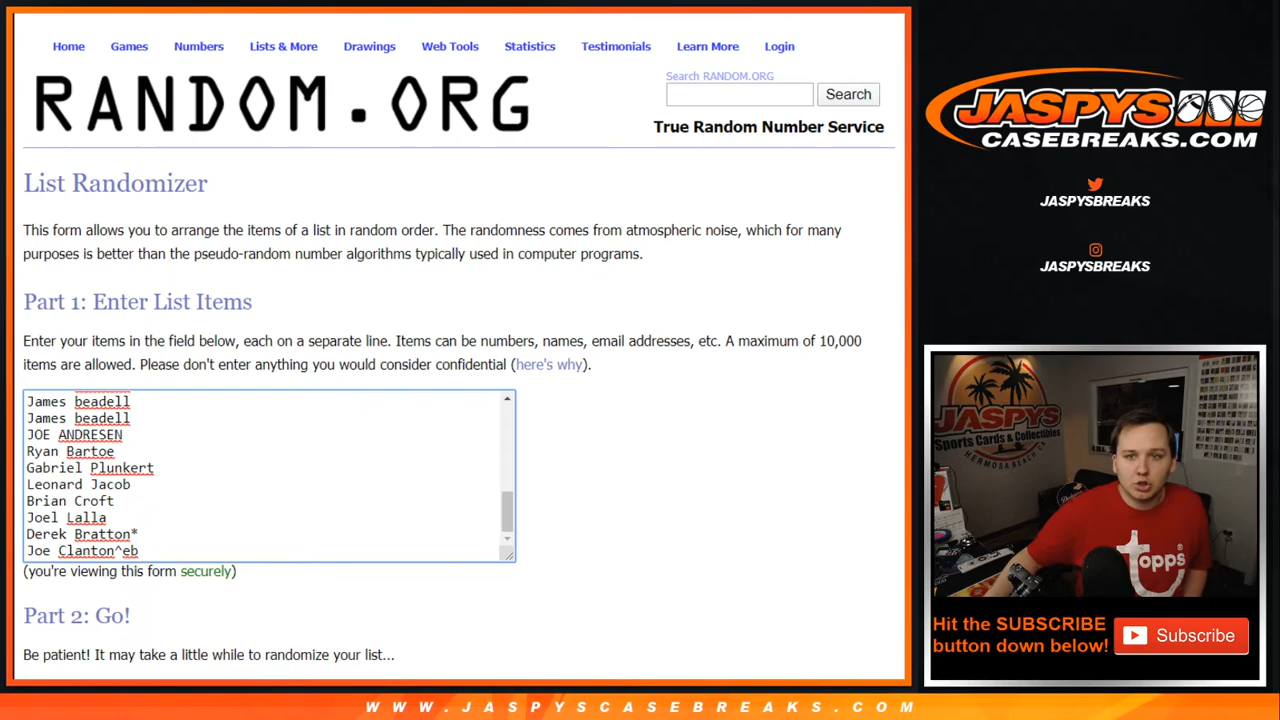 Home Games Numbers Lists & More Drawings Web Tools Statistics Testimonials Learn More Login
Search RANDOM.ORG
RANDOM.ORG
Search
True Random Number Service
List Randomizer
This form allows you to arrange the items of a list in random order. The randomness comes from atmospheric noise, which for many
purposes is better than the pseudo-random number algorithms typically used in computer programs.
Part 1: Enter List Items
Enter your items in the field below, each on a separate line. Items can be numbers, names, email addresses, etc. A maximum of 10,000
items are allowed. Please don't enter anything you would consider confidential (here's why).
James beadell
James beadell
JOE ANDRESEN
Ryan Bartoe
Gabriel Plunkert
Leonard Jacob
Brian Croft
Joel Lalla
Derek Bratton*
Joe Clanton^eb
(you're viewing this form securely)
Part 2: Go!
Be patient! It may take a little while to randomize your list...
JASPYS
CASEBREAKS.COM
JASPYSBREAKS
JASPYSBREAKS
JASPYS
Sports Cards & Collectibles
HERMOSA BEACH CA
topps
Hit the SUBSCRIBE
button down below!
Subscribe
WWW.JASPYSCASEBREAKS.COM